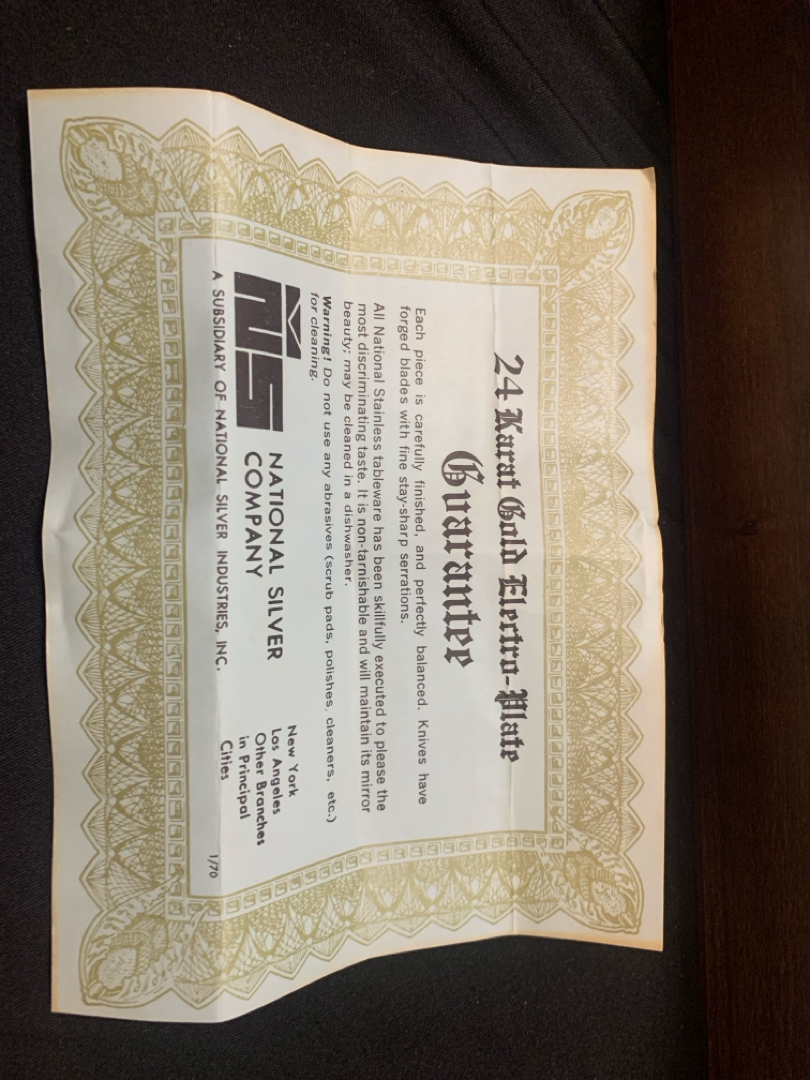 24 Karat Gold Electro-Plate
Guarantee
Each piece is carefully finished, and perfectly balanced. Knives have
forged blades with fine stay-sharp serrations.
All National Stainless tableware has been skillfully executed to please the
most discriminating taste. It is non-tarnishable and will maintain its mirror
beauty; may be cleaned in a dishwasher.
Warning! Do not use any abrasives (scrub pads, polishes, cleaners, etc.)
for cleaning.
NS
NATIONAL SILVER
COMPANY
A SUBSIDIARY OF NATIONAL SILVER INDUSTRIES, INC.
New York
Los Angeles
Other Branches
in Principal
Cities
1/70